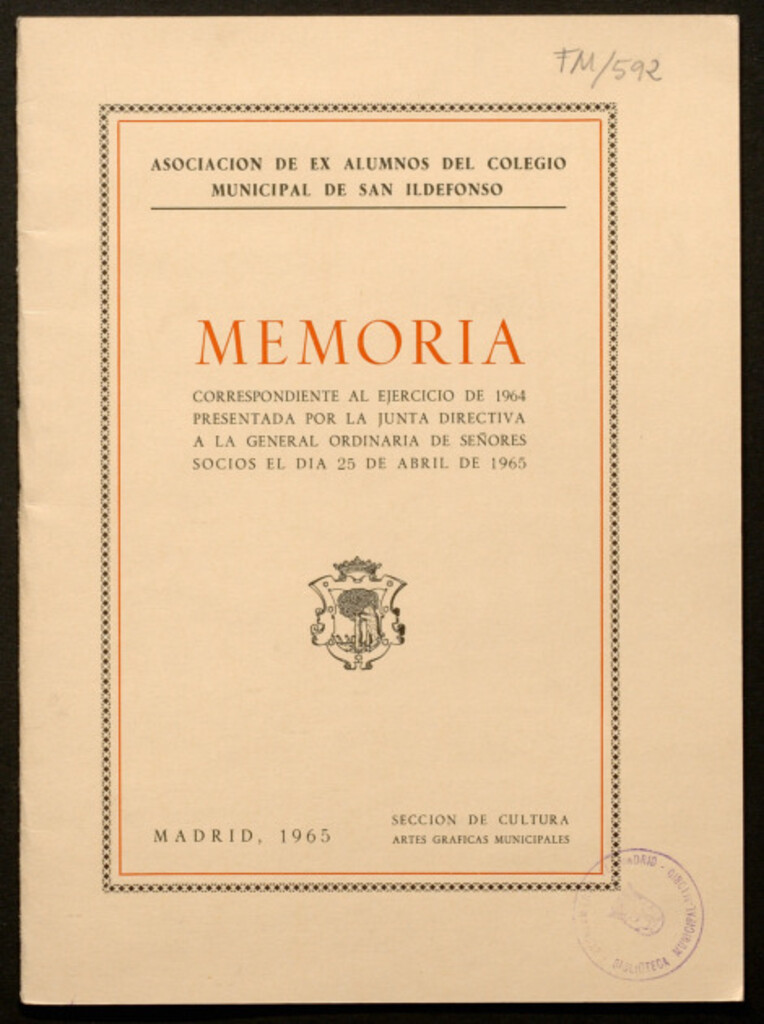 FM/592
ASOCIACION DE EX ALUMNOS DEL COLEGIO
MUNICIPAL DE SAN ILDEFONSO
MEMORIA
CORRESPONDIENTE AL EJERCICIO DE 1964
PRESENTADA POR LA JUNTA DIRECTIVA
A LA GENERAL ORDINARIA DE SEÑORES
SOCIOS EL DIA 25 DE ABRIL DE 1965
MADRID, 1965
SECCION DE CULTURA
ARTES GRAFICAS MUNICIPALES
BIBLIOTECA MUNICIPAL